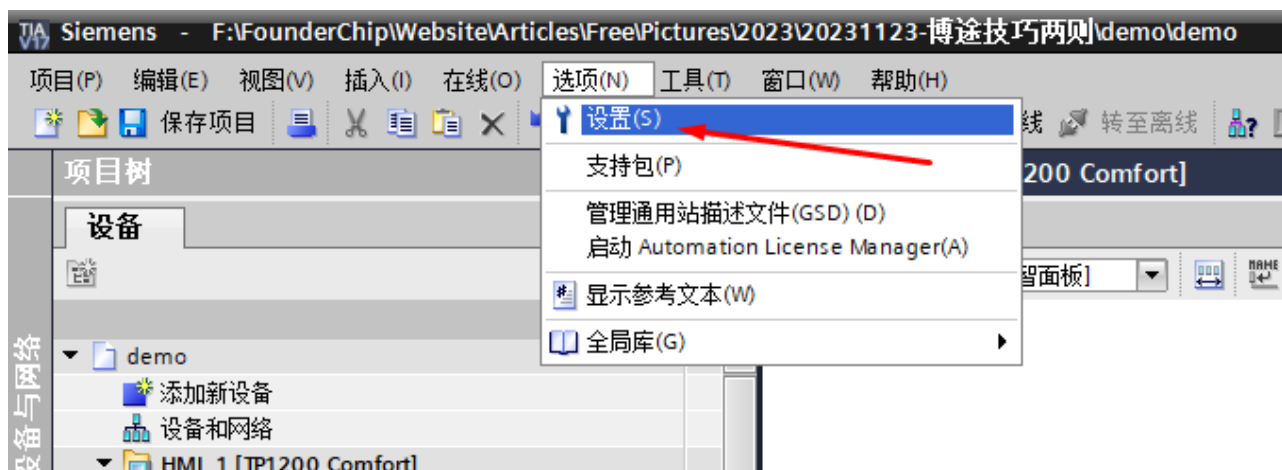 TIA V17 Siemens - F:\FounderChip\Website\Articles\Free\Pictures\2023\20231123-博途技巧两则\demo\demo
项目(P) 编辑(E) 视图(V) 插入(I) 在线(O) 选项(N) 工具(T) 窗口(W) 帮助(H)
保存项目 线 转至离线
设置(S)
项目树 200 Comfort]
支持包(P)
设备
管理通用站描述文件(GSD) (D)
启动 Automation License Manager(A)
智面板] NAME
显示参考文本(W)
全局库(G)
demo
添加新设备
设备和网络
HMI_1 [TP1200 Comfort]
设备与网络